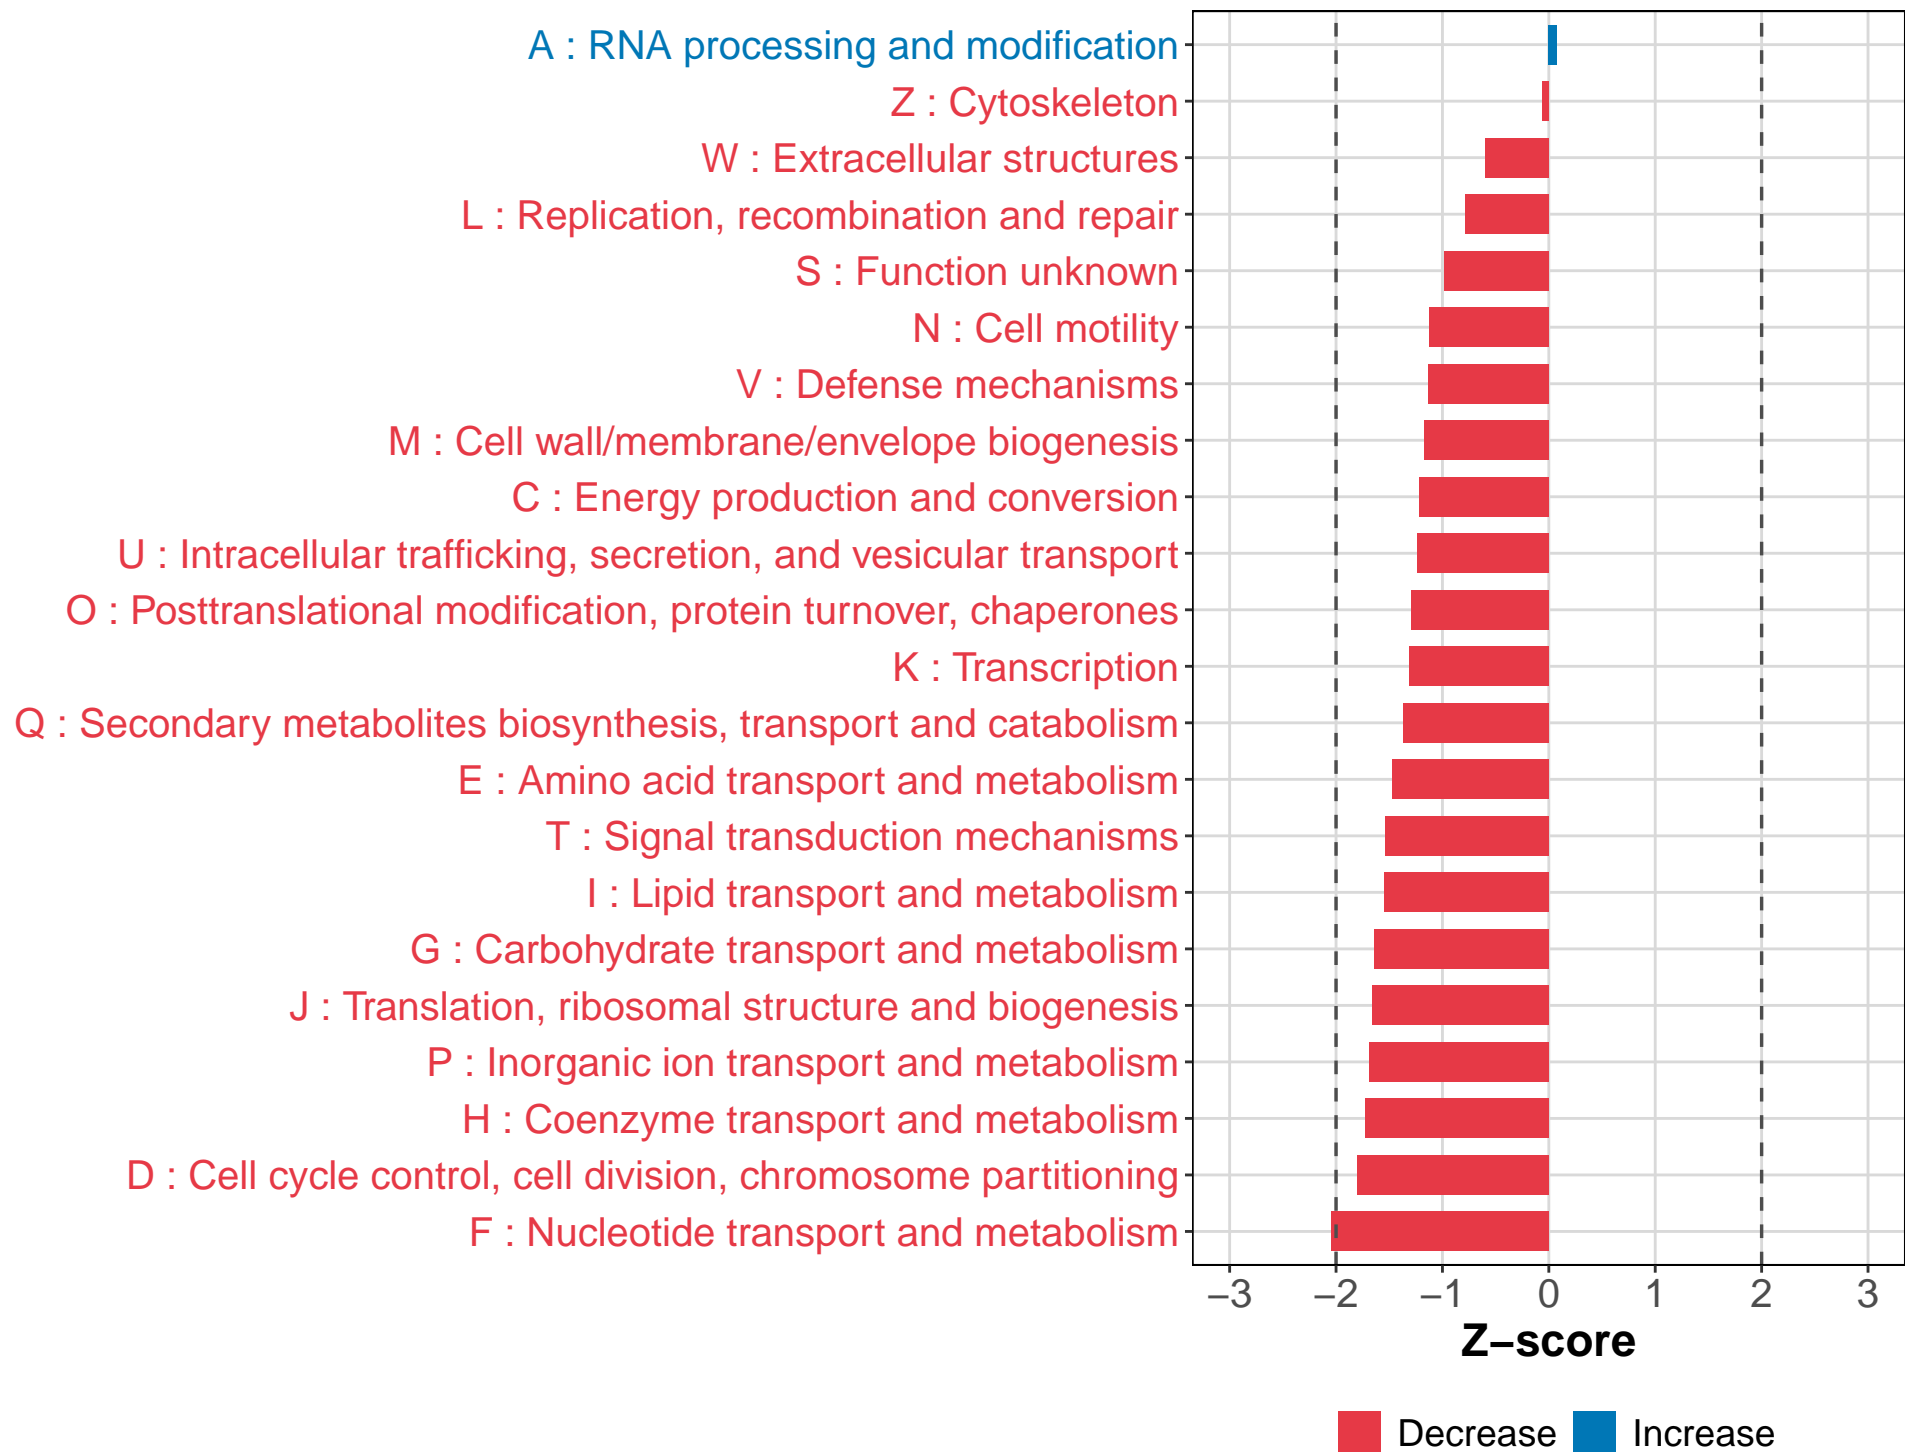 A : RNA processing and modification
Z : Cytoskeleton
W : Extracellular structures
L : Replication, recombination and repair
S : Function unknown
N : Cell motility
V : Defense mechanisms
M : Cell wall/membrane/envelope biogenesis
C : Energy production and conversion
U : Intracellular trafficking, secretion, and vesicular transport
O : Posttranslational modification, protein turnover, chaperones
K : Transcription
Q : Secondary metabolites biosynthesis, transport and catabolism
E : Amino acid transport and metabolism
T : Signal transduction mechanisms
I : Lipid transport and metabolism
G : Carbohydrate transport and metabolism
J : Translation, ribosomal structure and biogenesis
P : Inorganic ion transport and metabolism
H : Coenzyme transport and metabolism
D : Cell cycle control, cell division, chromosome partitioning
F : Nucleotide transport and metabolism
−3 −2 −1 0 1 2 3
Z−score
Decrease Increase